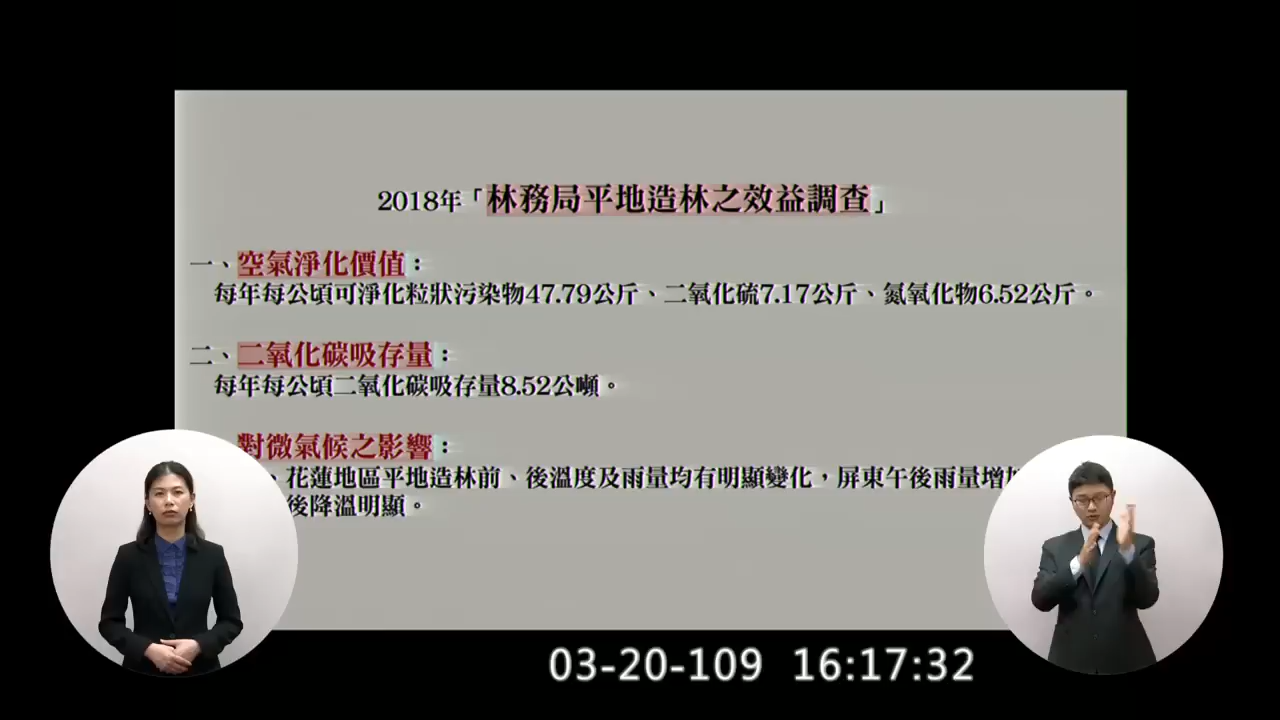 2018年「林務局平地造林之效益調查」
一、空氣淨化價值：
每年每公頃可淨化粒狀污染物47.79公斤、二氧化硫7.17公斤、氮氧化物6.52公斤。
二、二氧化碳吸存量：
每年每公頃二氧化碳吸存量8.52公噸。
對微氣候之影響：
、花蓮地區平地造林前、後溫度及雨量均有明顯變化，屏東午後雨量增加
後降溫明顯。
03-20-109 16:17:32